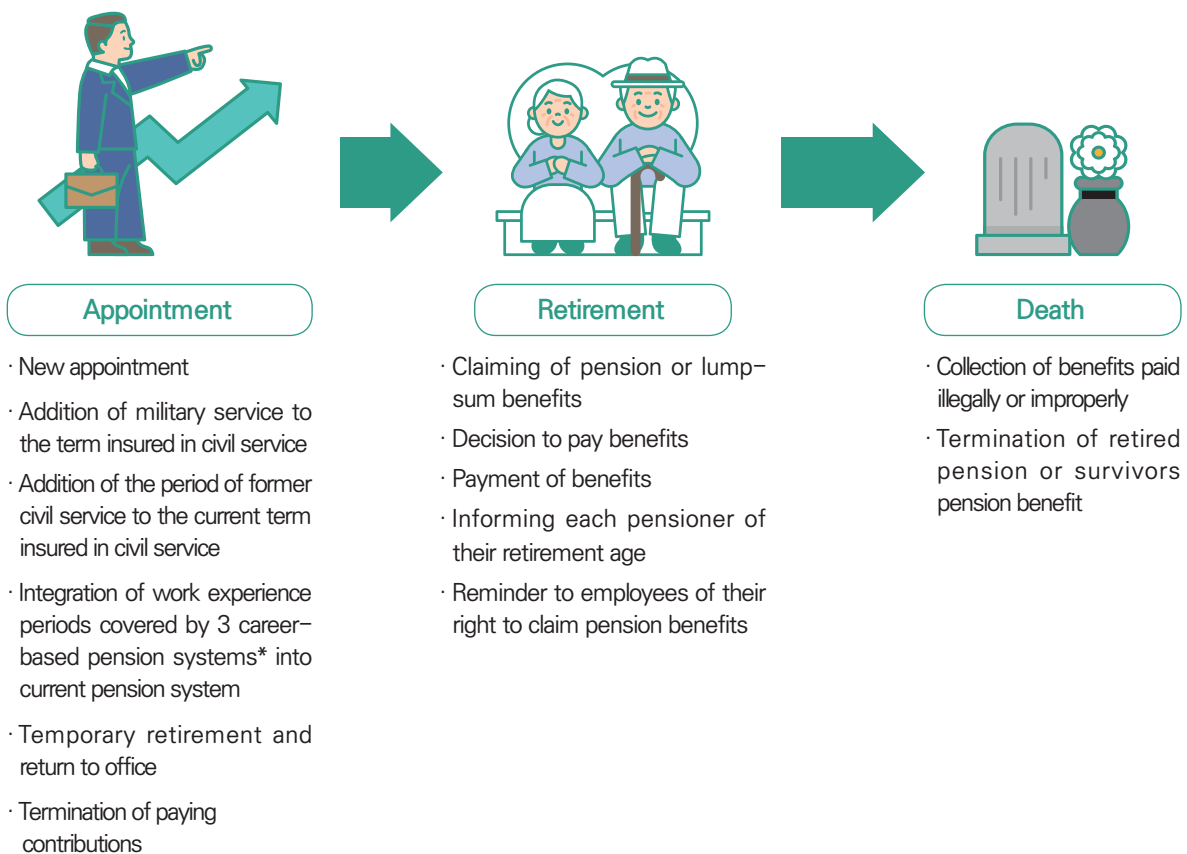 Appointment
· New appointment
· Addition of military service to
the term insured in civil service
· Addition of the period of former
civil service to the current term
insured in civil service
· Integration of work experience
periods covered by 3 career-
based pension systems* into
current pension system
· Temporary retirement and
return to office
· Termination of paying
contributions
Retirement
· Claiming of pension or lump-
sum benefits
· Decision to pay benefits
· Payment of benefits
· Informing each pensioner of
their retirement age
· Reminder to employees of their
right to claim pension benefits
Death
· Collection of benefits paid
illegally or improperly
· Termination of retired
pension or survivors
pension benefit